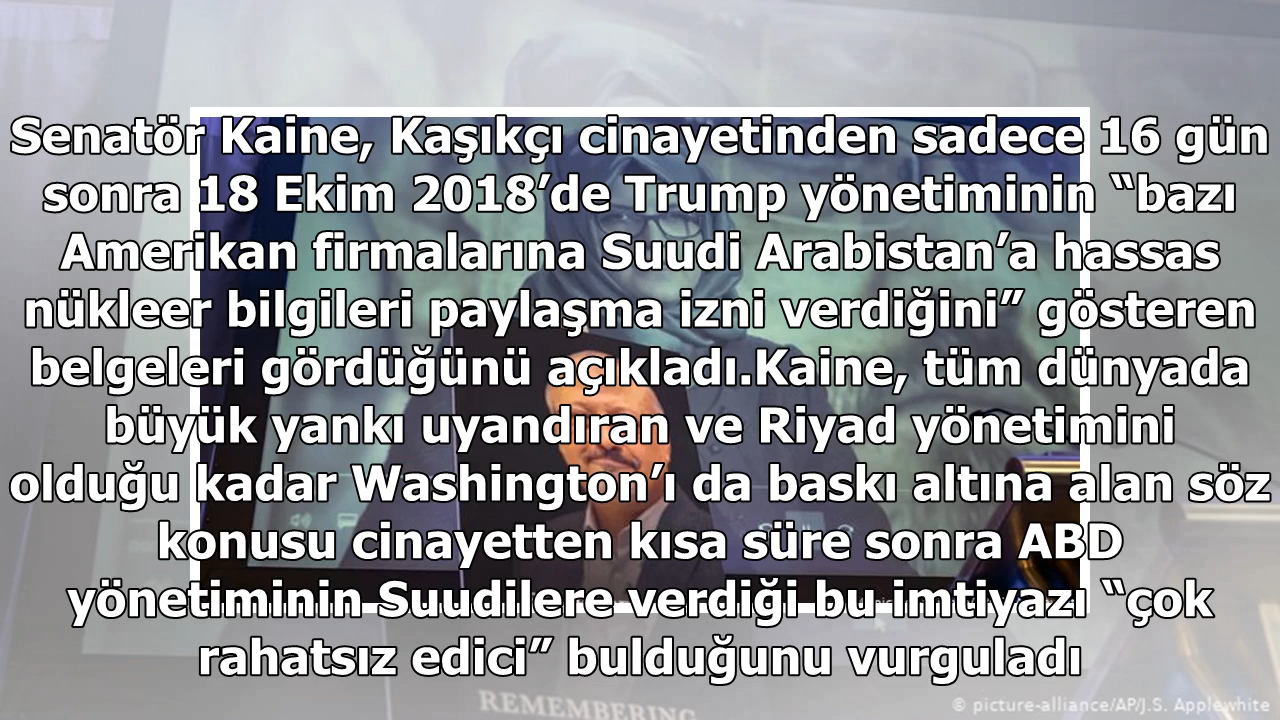 Senatör Kaine, Kaşıkçı cinayetinden sadece 16 gün
sonra 18 Ekim 2018’de Trump yönetiminin “bazı
Amerikan firmalarına Suudi Arabistan’a hassas
nükleer bilgileri paylaşma izni verdiğini” gösteren
belgeleri gördüğünü açıkladı.Kaine, tüm dünyada
büyük yankı uyandıran ve Riyad yönetimini
olduğu kadar Washington’ı da baskı altına alan söz
konusu cinayetten kısa süre sonra ABD
yönetiminin Suudilere verdiği bu imtiyazı “çok
rahatsız edici” bulduğunu vurguladı
REMEMBERING
© picture-alliance/AP/J.S. Applewhite